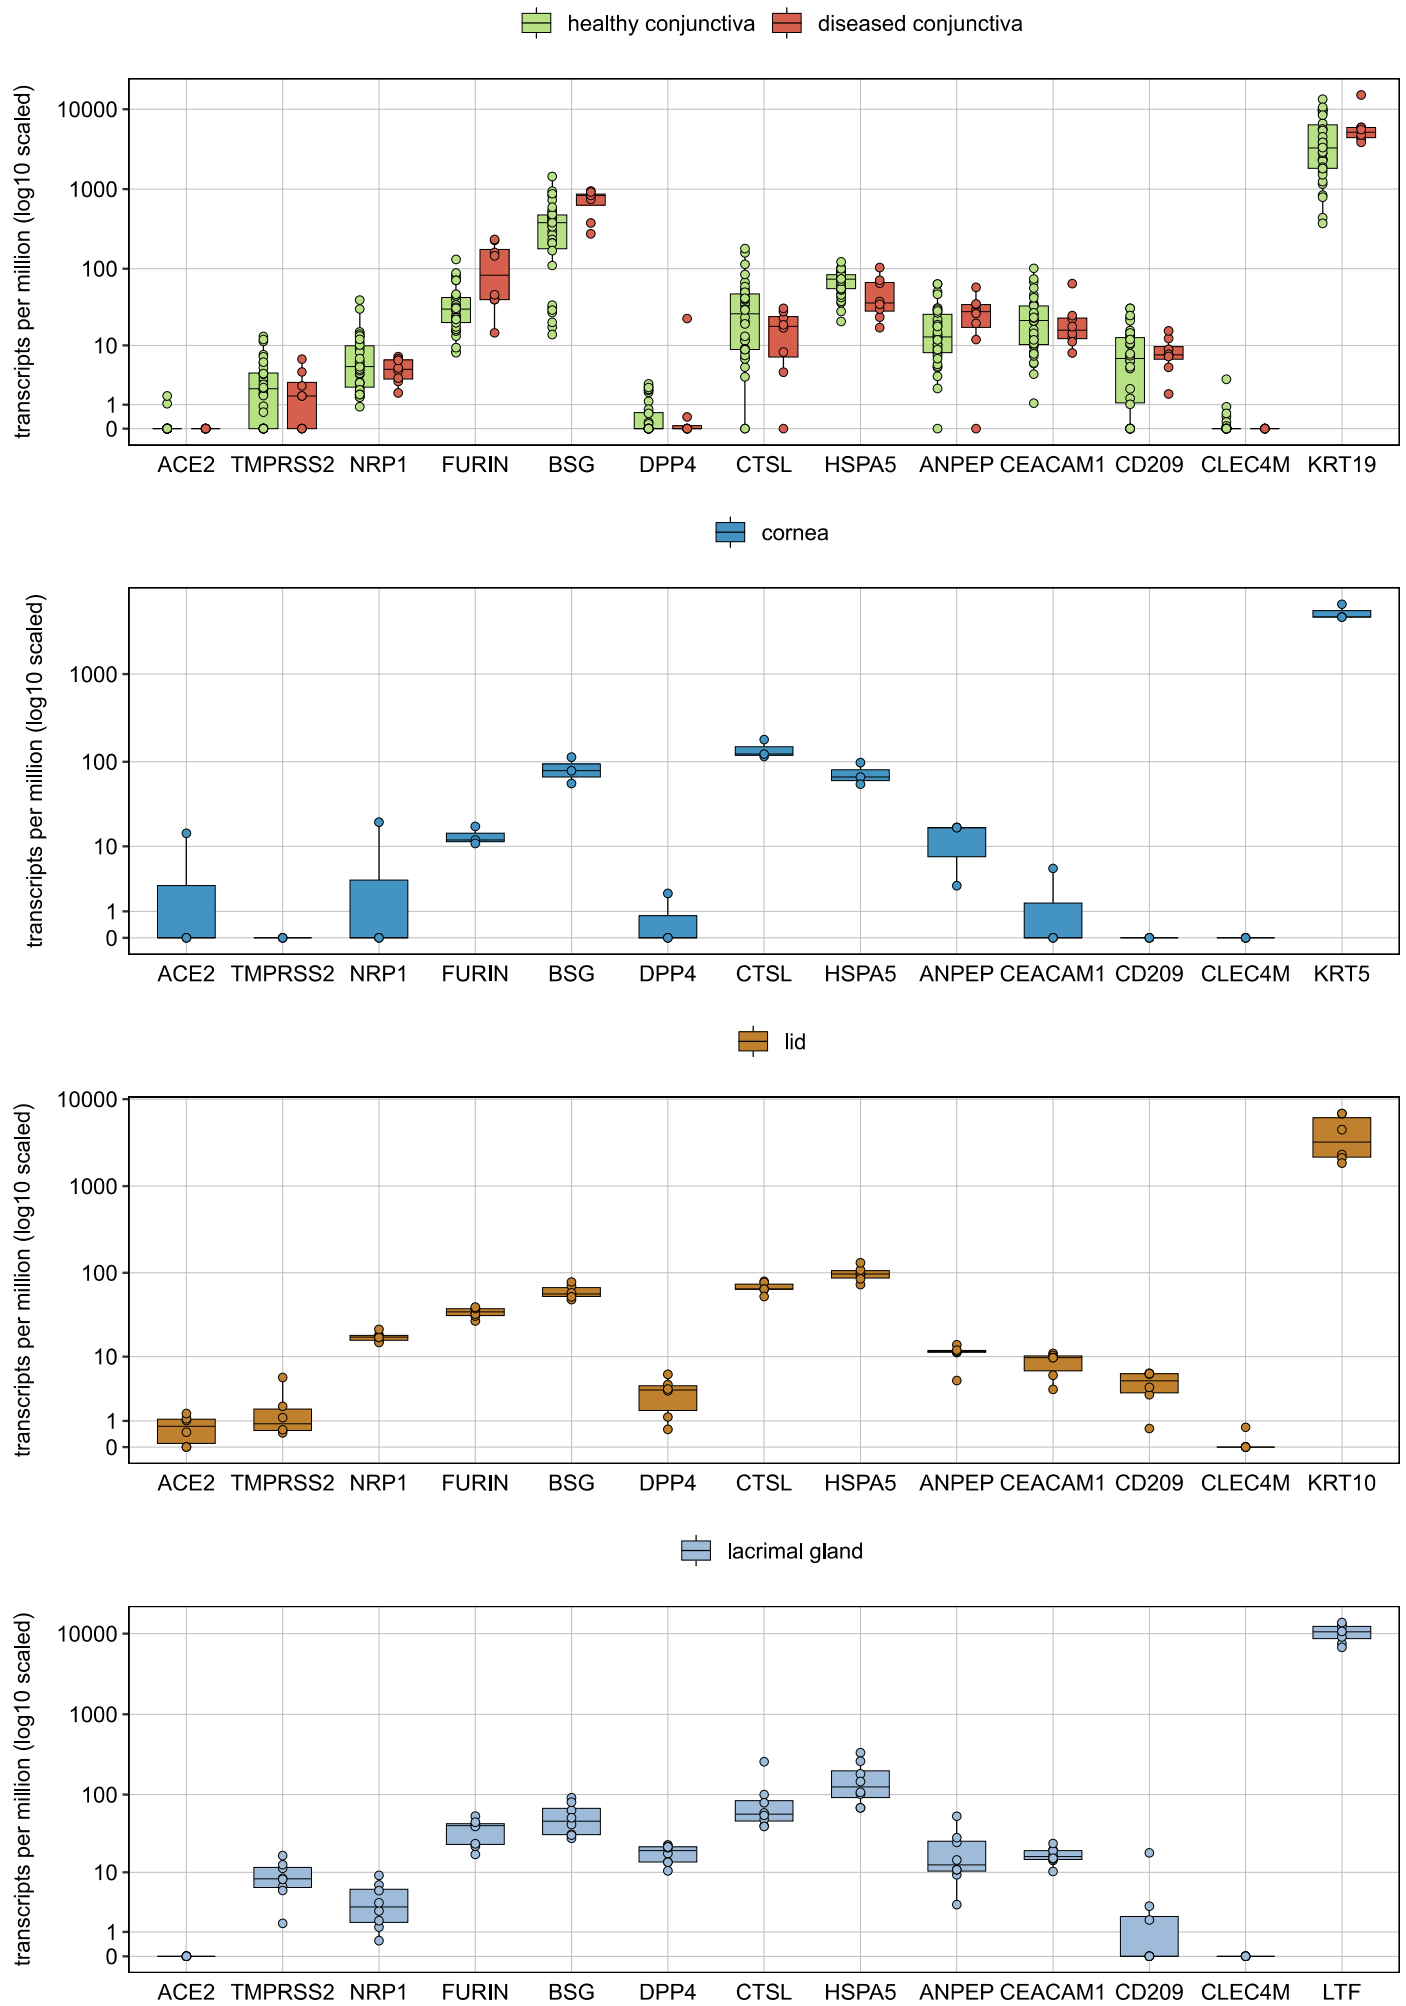 healthy conjunctiva diseased conjunctiva
transcripts per million (log10 scaled)
10000
1000
100
10
1
0
ACE2 TMPRSS2 NRP1 FURIN BSG DPP4 CTSL HSPA5 ANPEP CEACAM1 CD209 CLEC4M KRT19
cornea
transcripts per million (log10 scaled)
1000
100
10
1
0
ACE2 TMPRSS2 NRP1 FURIN BSG DPP4 CTSL HSPA5 ANPEP CEACAM1 CD209 CLEC4M KRT5
lid
transcripts per million (log10 scaled)
10000
1000
100
10
1
0
ACE2 TMPRSS2 NRP1 FURIN BSG DPP4 CTSL HSPA5 ANPEP CEACAM1 CD209 CLEC4M KRT10
lacrimal gland
transcripts per million (log10 scaled)
10000
1000
100
10
1
0
ACE2 TMPRSS2 NRP1 FURIN BSG DPP4 CTSL HSPA5 ANPEP CEACAM1 CD209 CLEC4M LTF